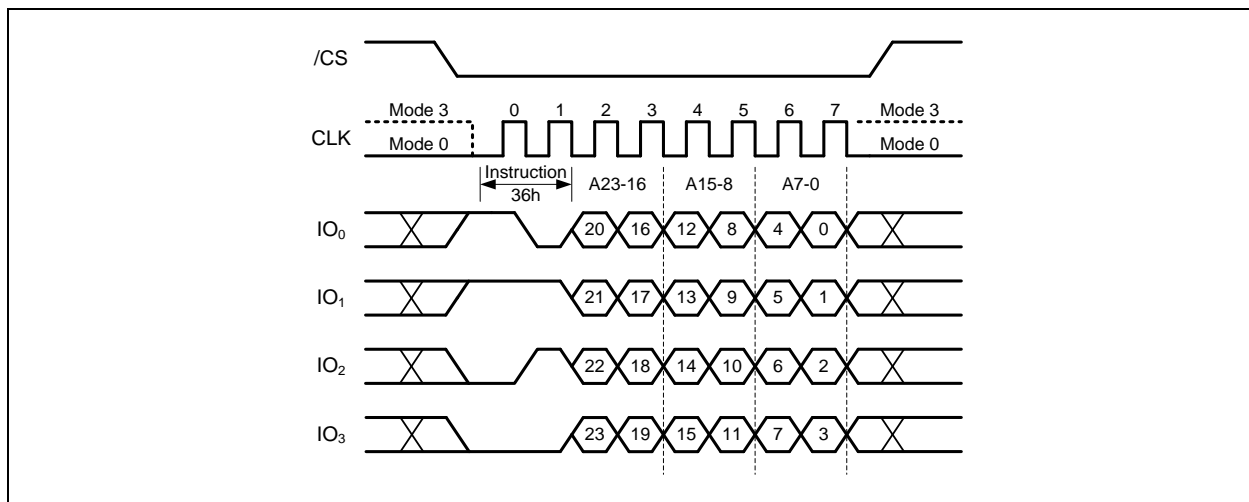 /CS
Mode 3 0 1 2 3 4 5 6 7 Mode 3
CLK
Mode 0 Mode 0
Instruction
36h
A23-16 A15-8 A7-0
IO₀ 20 16 12 8 4 0
IO₁ 21 17 13 9 5 1
IO₂ 22 18 14 10 6 2
IO₃ 23 19 15 11 7 3